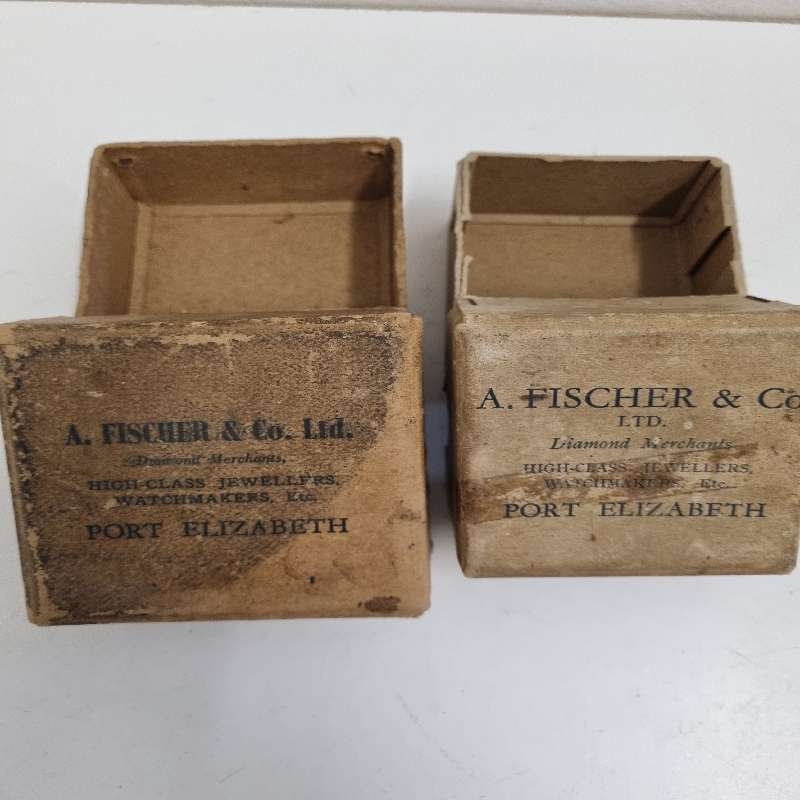 A. FISCHER & Co. Ltd.
Diamond Merchants,
HIGH-CLASS JEWELLERS,
WATCHMAKERS, Etc.
PORT ELIZABETH
A. FISCHER & Co
LTD.
Diamond Merchants
HIGH-CLASS JEWELLERS,
WATCHMAKERS, Etc.
PORT ELIZABETH